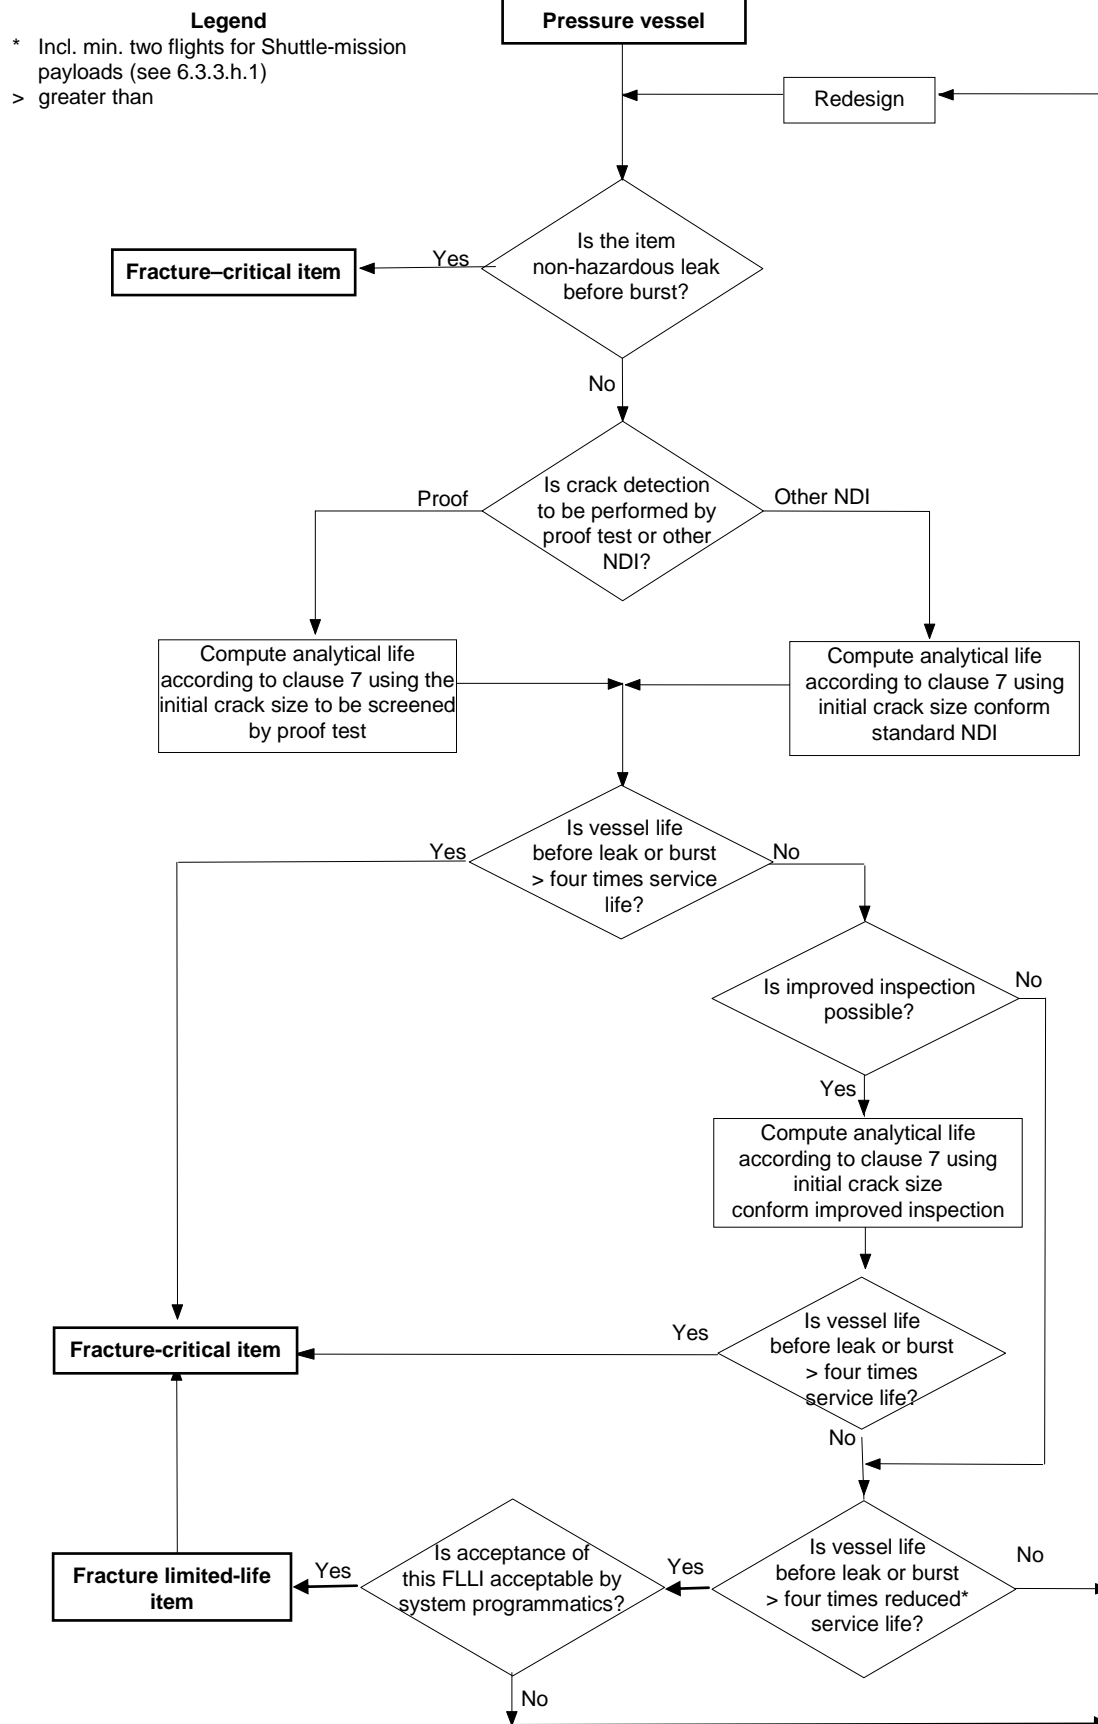 Legend
* Incl. min. two flights for Shuttle-mission
payloads (see 6.3.3.h.1)
> greater than
Pressure vessel
Redesign
Is the item
non-hazardous leak
before burst?
Yes
Fracture–critical item
No
Is crack detection
to be performed by
proof test or other
NDI?
Proof
Other NDI
Compute analytical life
according to clause 7 using the
initial crack size to be screened
by proof test
Compute analytical life
according to clause 7 using
initial crack size conform
standard NDI
Is vessel life
before leak or burst
> four times service
life?
Yes
No
Is improved inspection
possible?
No
Yes
Compute analytical life
according to clause 7 using
initial crack size
conform improved inspection
Is vessel life
before leak or burst
> four times
service life?
Yes
Fracture-critical item
No
Is vessel life
before leak or burst
> four times reduced*
service life?
No
Yes
Is acceptance of
this FLLI acceptable by
system programmatics?
Yes
Fracture limited-life
item
No